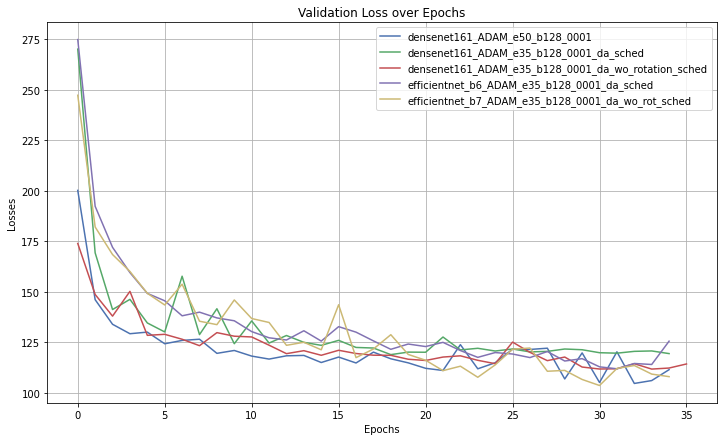 Validation Loss over Epochs
densenet161_ADAM_e50_b128_0001
densenet161_ADAM_e35_b128_0001_da_sched
densenet161_ADAM_e35_b128_0001_da_wo_rotation_sched
efficientnet_b6_ADAM_e35_b128_0001_da_sched
efficientnet_b7_ADAM_e35_b128_0001_da_wo_rot_sched
Losses
275
250
225
200
175
150
125
100
0 5 10 15 20 25 30 35
Epochs